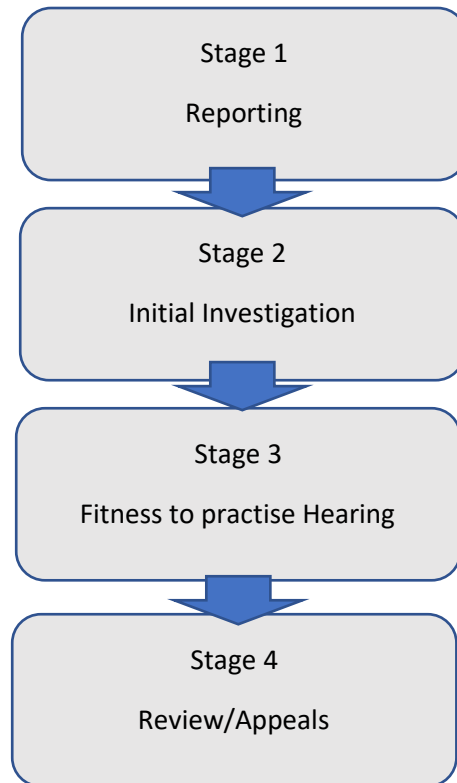 Stage 1
Reporting
Stage 2
Initial Investigation
Stage 3
Fitness to practise Hearing
Stage 4
Review/Appeals